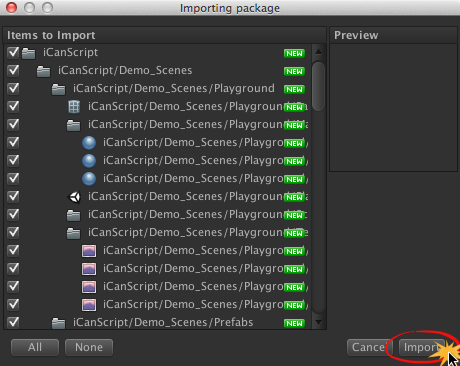 Importing package
Items to Import
Preview
iCanScript NEW
iCanScript/Demo_Scenes NEW
iCanScript/Demo_Scenes/Playground NEW
iCanScript/Demo_Scenes/Playground NEW
iCanScript/Demo_Scenes/Playground NEW
iCanScript/Demo_Scenes/Playgro NEW
iCanScript/Demo_Scenes/Playgro NEW
iCanScript/Demo_Scenes/Playgro NEW
iCanScript/Demo_Scenes/Playground NEW
iCanScript/Demo_Scenes/Playground NEW
iCanScript/Demo_Scenes/Playground NEW
iCanScript/Demo_Scenes/Playgro NEW
iCanScript/Demo_Scenes/Playgro NEW
iCanScript/Demo_Scenes/Playgro NEW
iCanScript/Demo_Scenes/Playgro NEW
iCanScript/Demo_Scenes/Prefabs NEW
All None Cancel Import